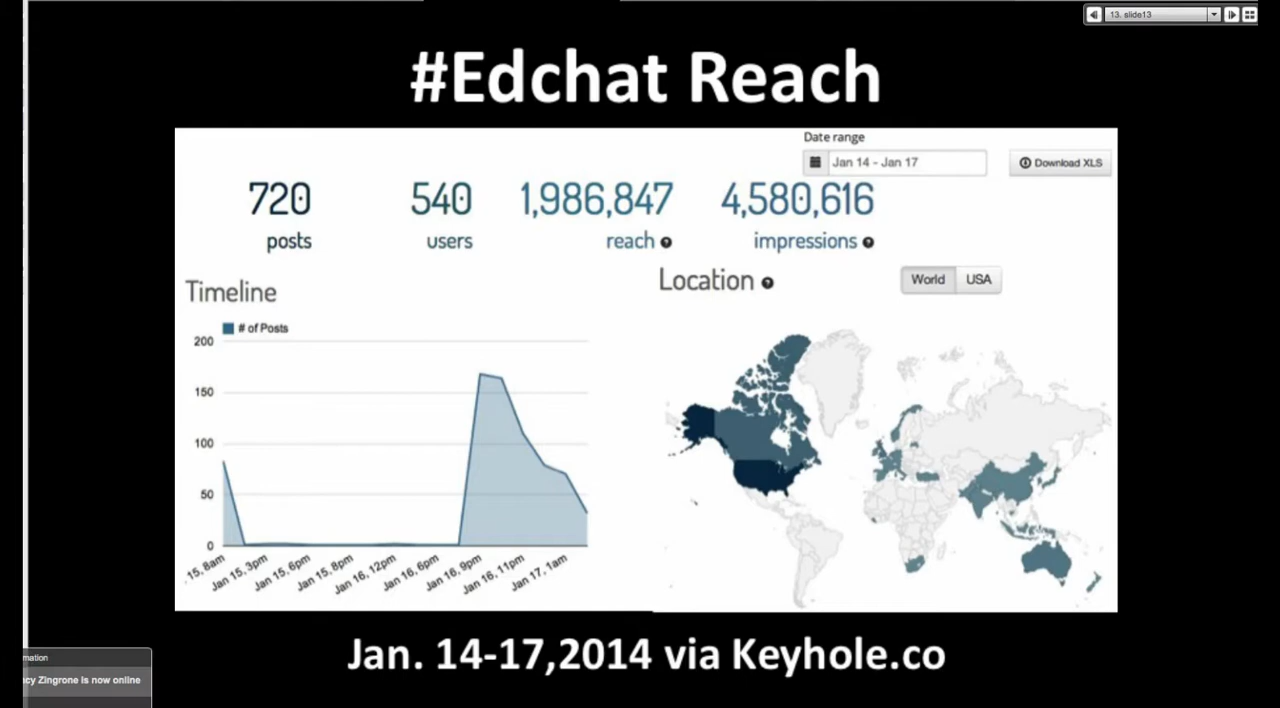 13. slide13
#Edchat Reach
Date range
Jan 14 - Jan 17
Download XLS
720
540
1,986,847
4,580,616
posts
users
reach
impressions
Timeline
Location
World
USA
# of Posts
200
150
100
50
0
15, 8am
Jan 15, 3pm
Jan 15, 6pm
Jan 15, 8pm
Jan 16, 12pm
Jan 16, 6pm
Jan 16, 9pm
Jan 16, 11pm
Jan 17, 1am
Jan. 14-17,2014 via Keyhole.co
mation
cy Zingrone is now online